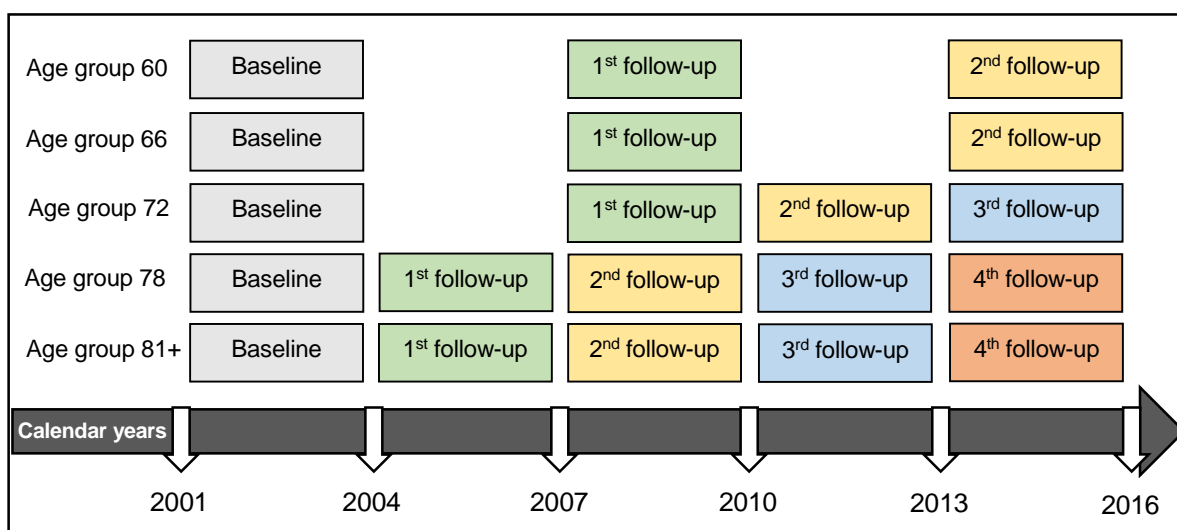 Age group 60 Baseline 1st follow-up 2nd follow-up
Age group 66 Baseline 1st follow-up 2nd follow-up
Age group 72 Baseline 1st follow-up 2nd follow-up 3rd follow-up
Age group 78 Baseline 1st follow-up 2nd follow-up 3rd follow-up 4th follow-up
Age group 81+ Baseline 1st follow-up 2nd follow-up 3rd follow-up 4th follow-up
Calendar years
2001 2004 2007 2010 2013 2016